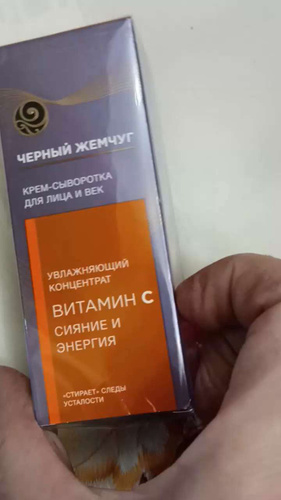 ЧЕРНЫЙ ЖЕМЧУГ
КРЕМ-СЫВОРОТКА
ДЛЯ ЛИЦА И ВЕК
УВЛАЖНЯЮЩИЙ
КОНЦЕНТРАТ
ВИТАМИН С
СИЯНИЕ И
ЭНЕРГИЯ
«СТИРАЕТ» СЛЕДЫ
УСТАЛОСТИ